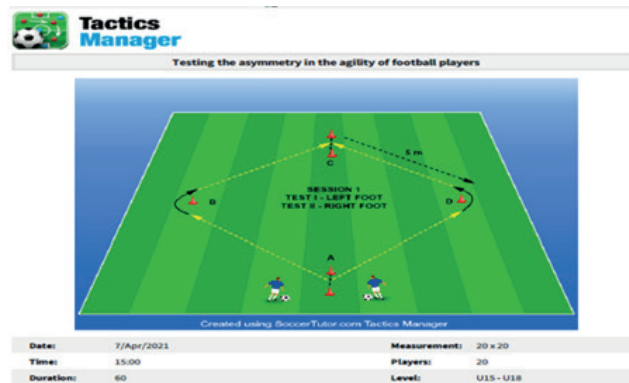 Tactics
Manager
Testing the asymmetry in the agility of football players
5 m
C
SESSION 1
TEST I - LEFT FOOT
TEST II - RIGHT FOOT
B
D
A
Created using SoccerTutor.com Tactics Manager
Date: 7/Apr/2021 Measurement: 20 x 20
Time: 15:00 Players: 20
Duration: 60 Level: U15 - U18